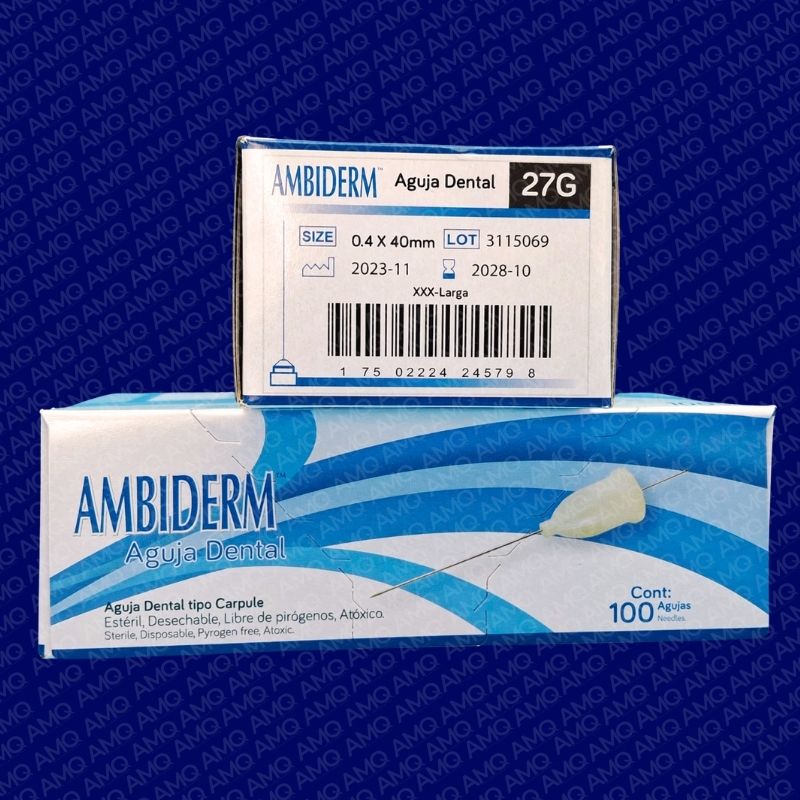 AMBIDERM™ Aguja Dental 27G
SIZE 0.4 X 40mm LOT 3115069
2023-11 2028-10
XXX-Larga
1 75 02224 24579 8
AMBIDERM™
Aguja Dental
Aguja Dental tipo Carpule
Estéril, Desechable, Libre de pirógenos, Atóxico.
Sterile, Disposable, Pyrogen free, Atoxic.
Cont:
100 Agujas
Needles.
AMQ